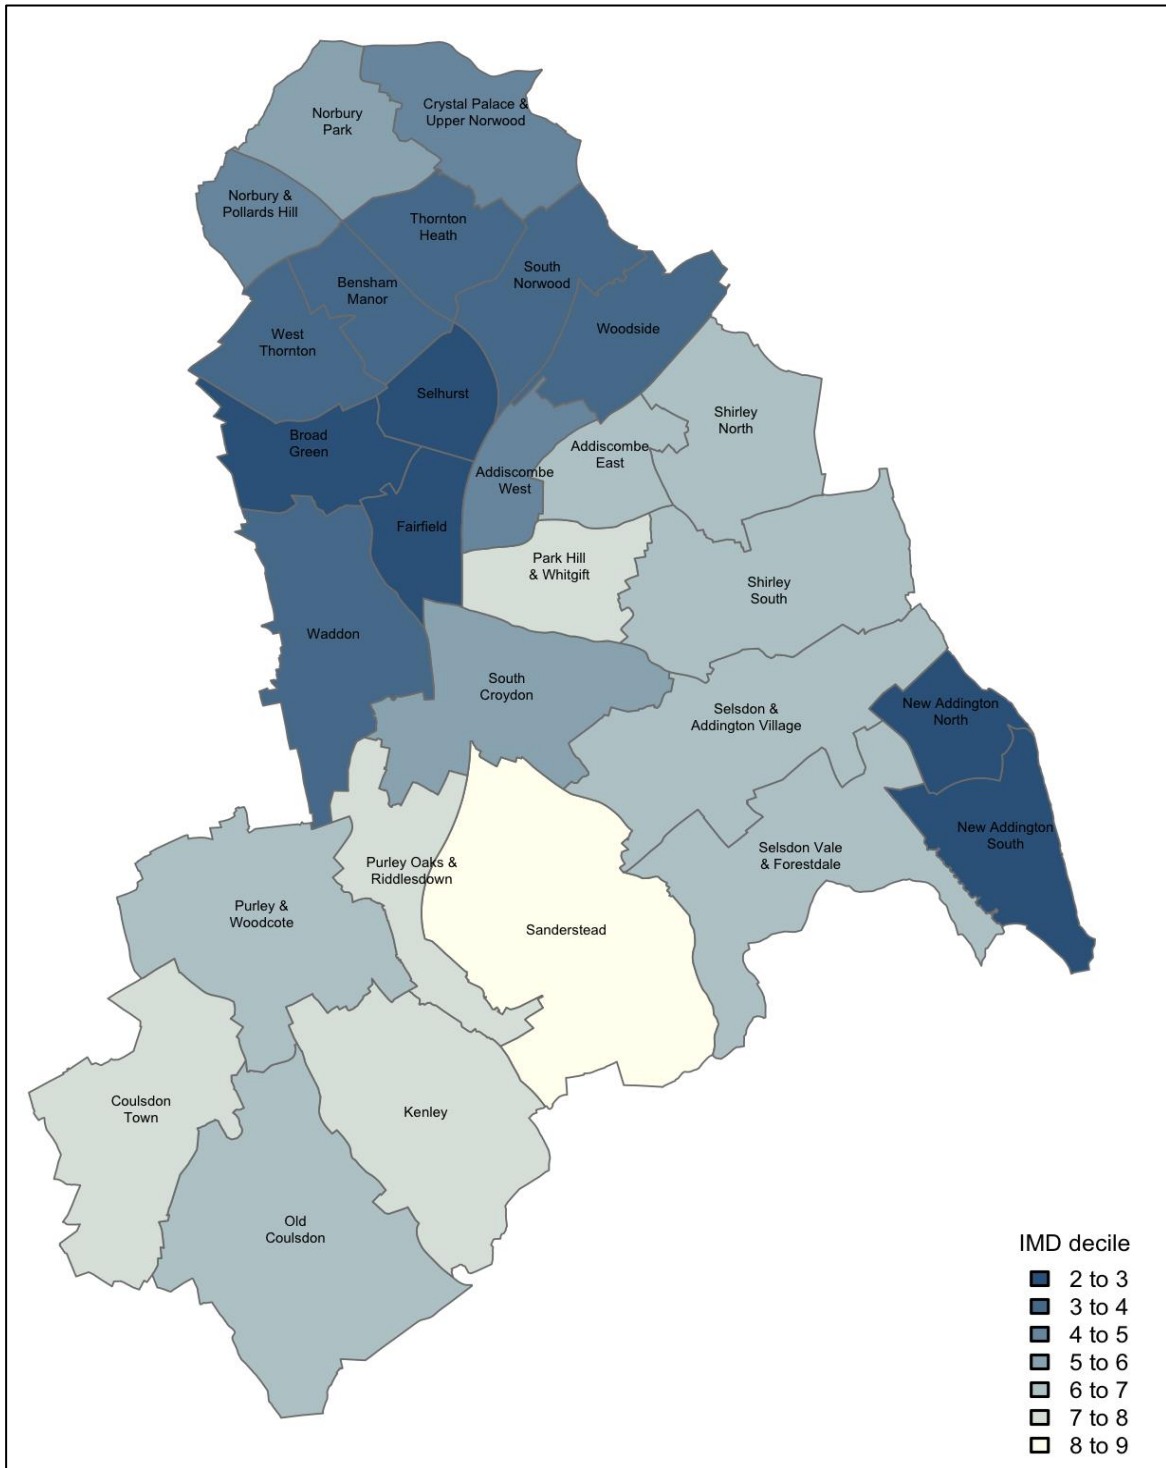 Norbury
Park
Crystal Palace &
Upper Norwood
Norbury &
Pollards Hill
Thornton
Heath
South
Norwood
Bensham
Manor
West
Thornton
Woodside
Selhurst
Broad
Green
Shirley
North
Addiscombe
East
Addiscombe
West
Fairfield
Park Hill
& Whitgift
Shirley
South
Waddon
South
Croydon
Selsdon &
Addington Village
New Addington
North
New Addington
South
Selsdon Vale
& Forestdale
Purley Oaks &
Riddlesdown
Purley &
Woodcote
Sanderstead
Coulsdon
Town
Kenley
Old
Coulsdon
IMD decile
2 to 3
3 to 4
4 to 5
5 to 6
6 to 7
7 to 8
8 to 9